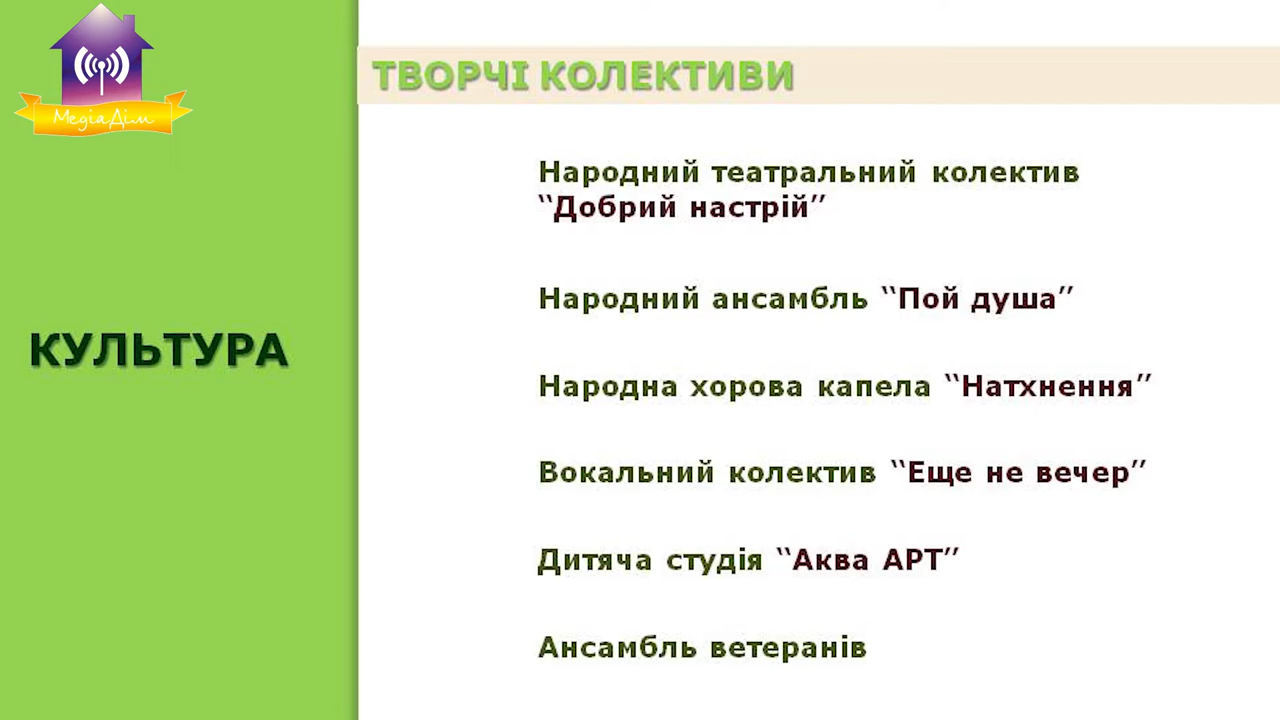 МедіаДім
ТВОРЧІ КОЛЕКТИВИ
Народний театральний колектив
“Добрий настрій”
Народний ансамбль “Пой душа”
КУЛЬТУРА
Народна хорова капела “Натхнення”
Вокальний колектив “Еще не вечер”
Дитяча студія “Аква АРТ”
Ансамбль ветеранів